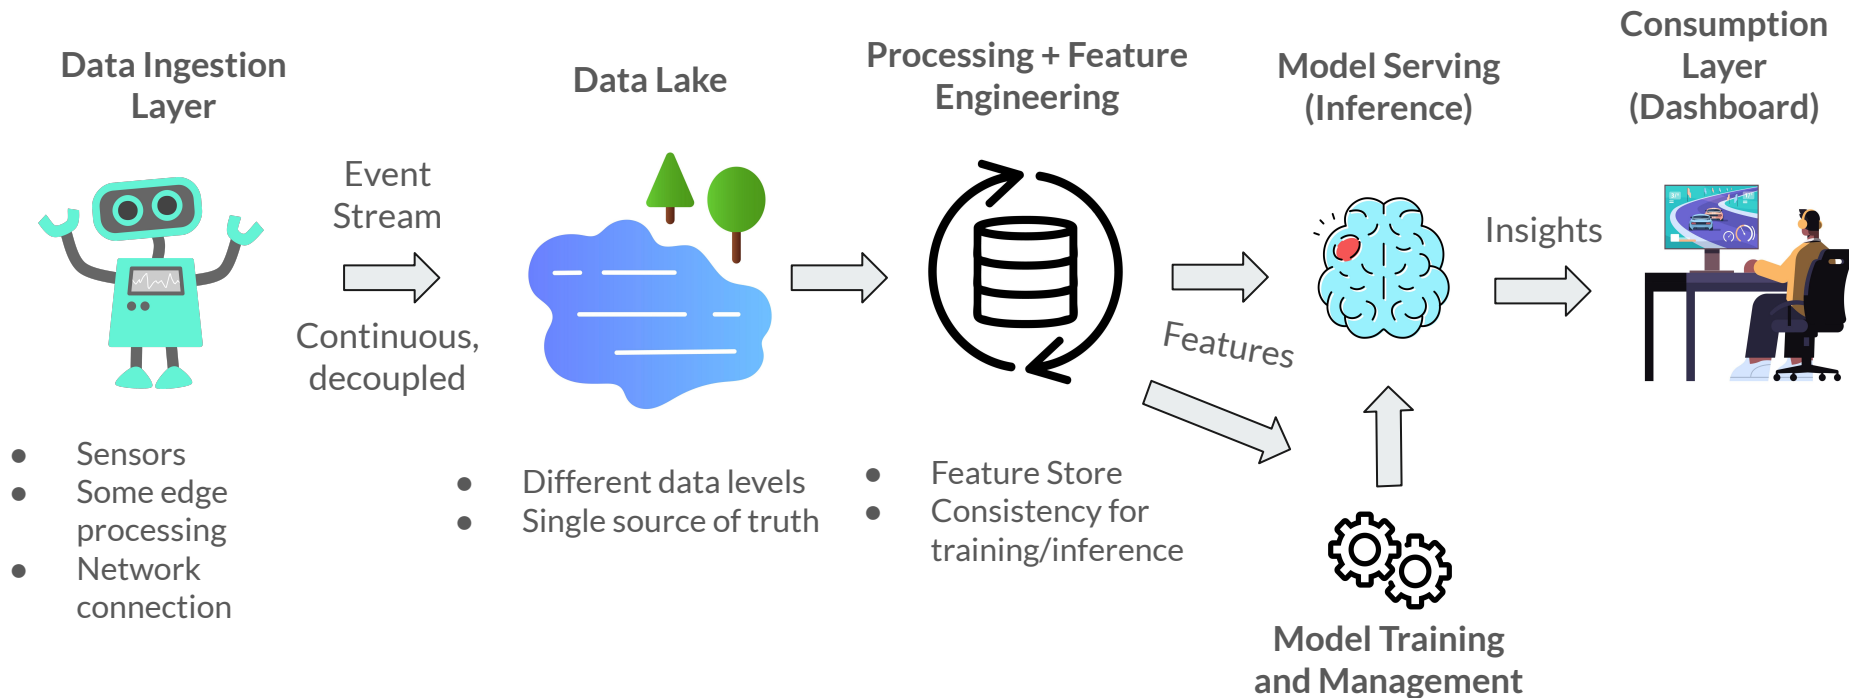 Data Ingestion
Layer
Data Lake
Processing + Feature
Engineering
Model Serving
(Inference)
Consumption
Layer
(Dashboard)
Event
Stream
Continuous,
decoupled
Features
Insights
● Sensors
● Some edge
processing
● Network
connection
● Different data levels
● Single source of truth
● Feature Store
● Consistency for
training/inference
Model Training
and Management